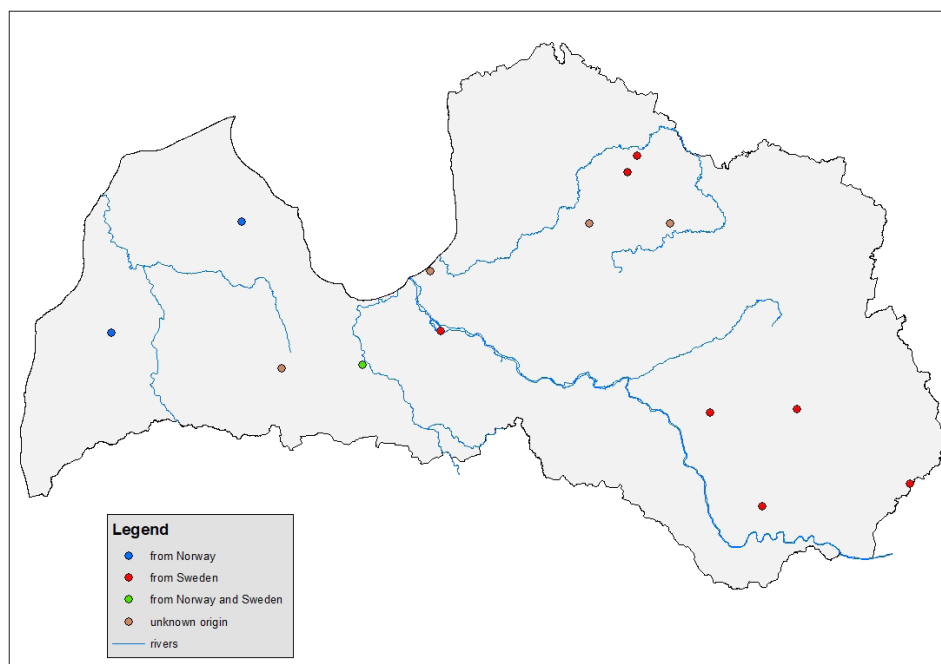 Legend
from Norway
from Sweden
from Norway and Sweden
unknown origin
rivers